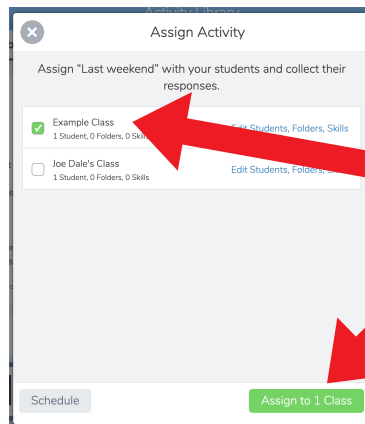 Activity Library
Assign Activity
Assign “Last weekend” with your students and collect their
responses.
Example Class
Edit Students, Folders, Skills
1 Student, 0 Folders, 0 Skills
Joe Dale's Class
Edit Students, Folders,
1 Student, 0 Folders, 0 Skills
Schedule
Assign to 1 Class